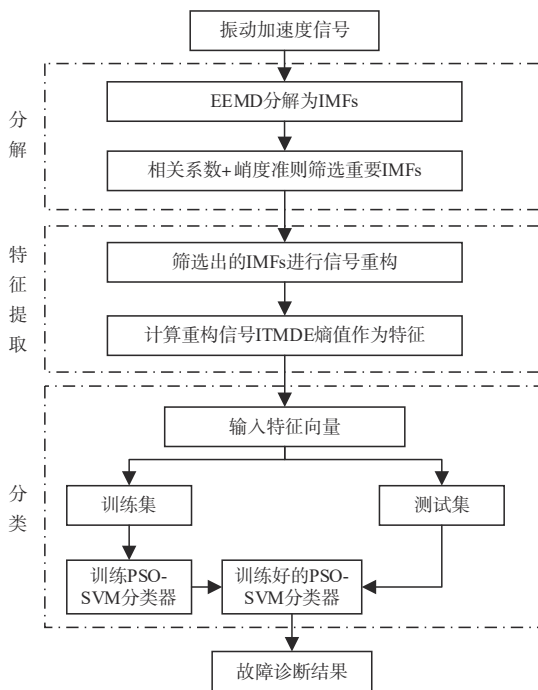 振动加速度信号
分解
EEMD分解为IMFs
相关系数+峭度准则筛选重要IMFs
特征提取
筛选出的IMFs进行信号重构
计算重构信号ITMDE熵值作为特征
分类
输入特征向量
训练集
测试集
训练PSO-
SVM分类器
训练好的PSO-
SVM分类器
故障诊断结果